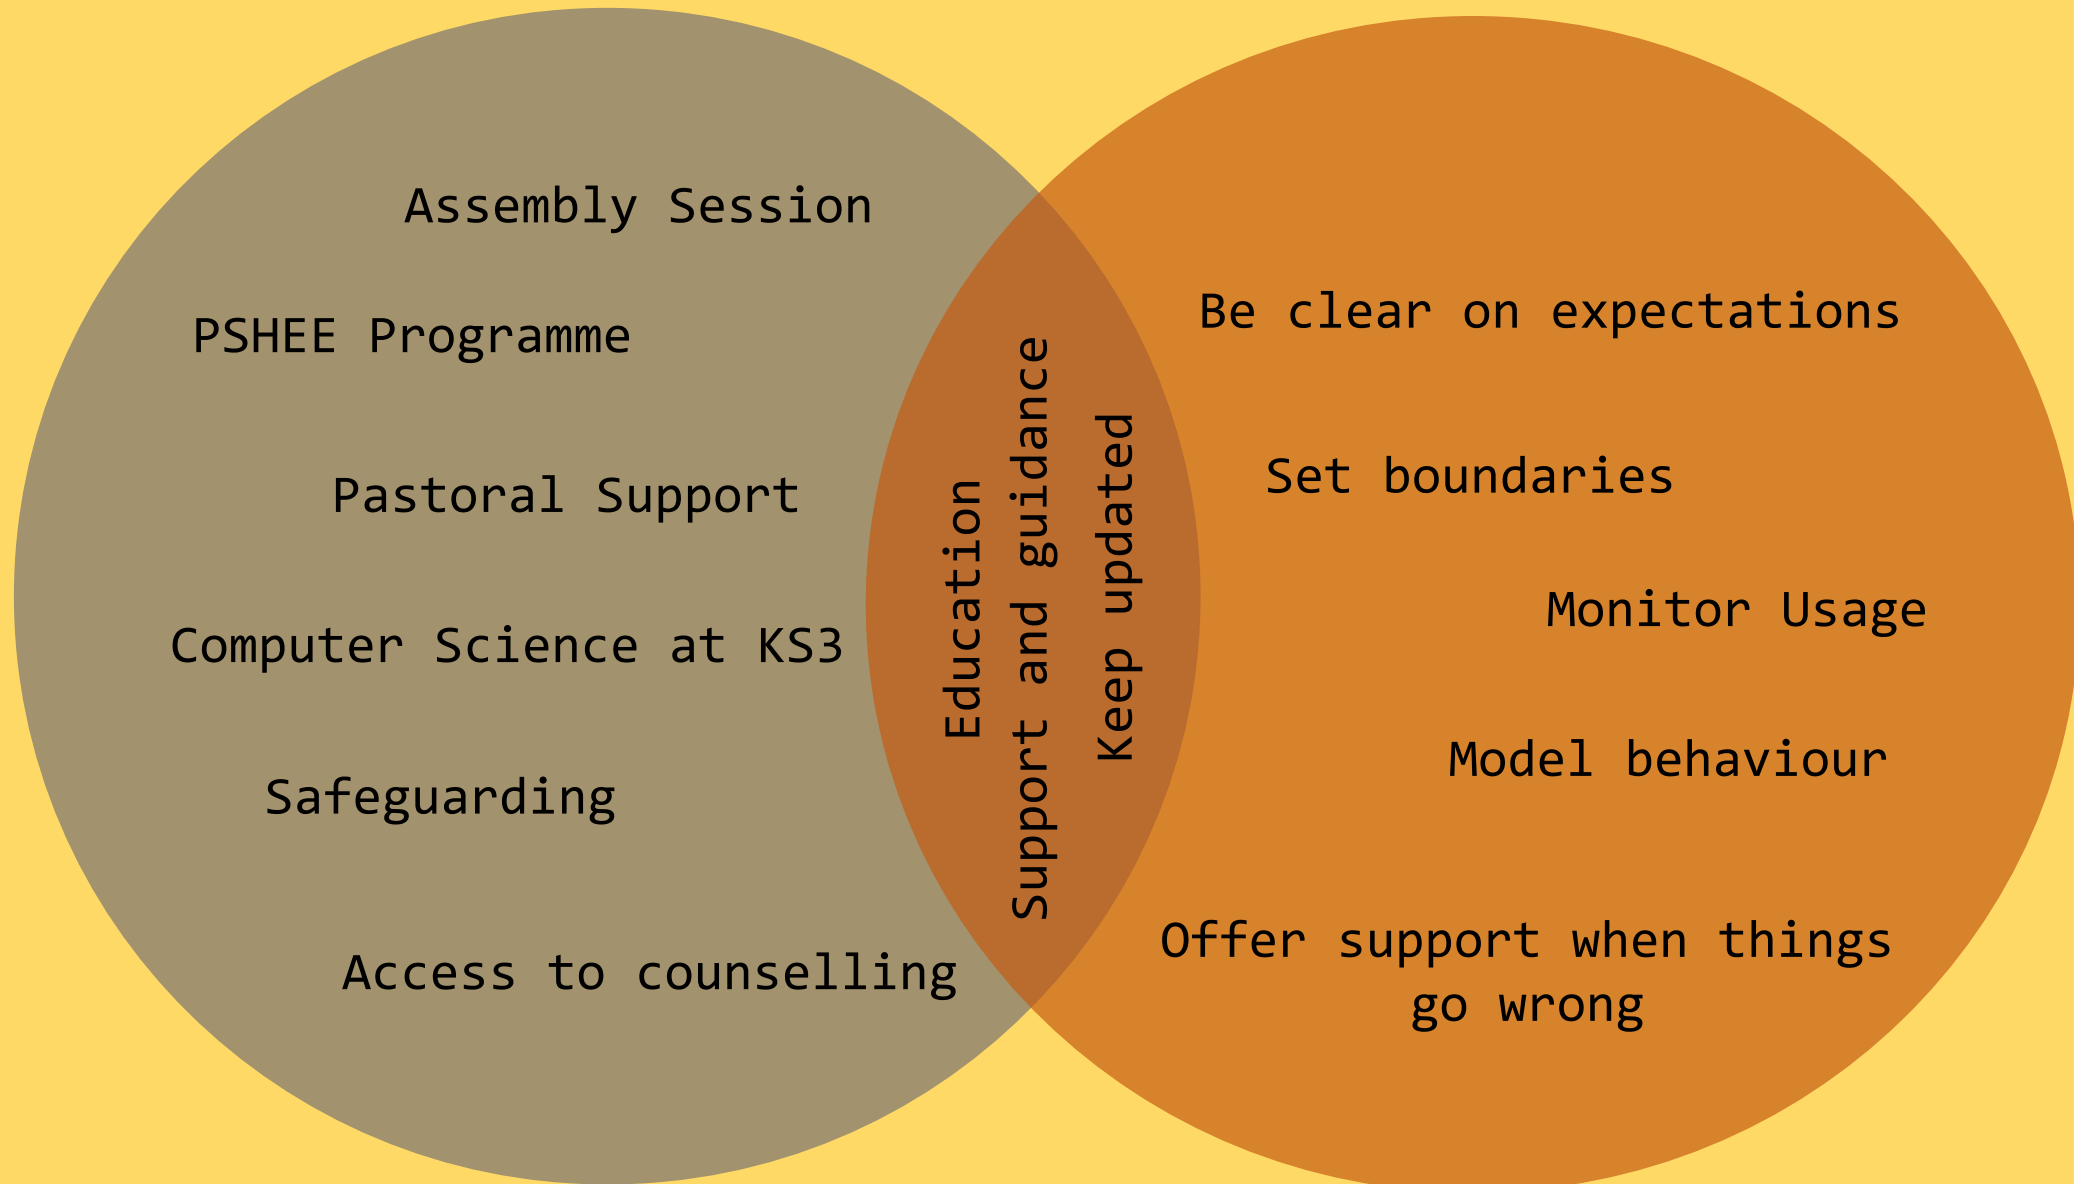 Assembly Session
PSHEE Programme
Pastoral Support
Computer Science at KS3
Safeguarding
Access to counselling
Education
Support and guidance
Keep updated
Be clear on expectations
Set boundaries
Monitor Usage
Model behaviour
Offer support when things
go wrong